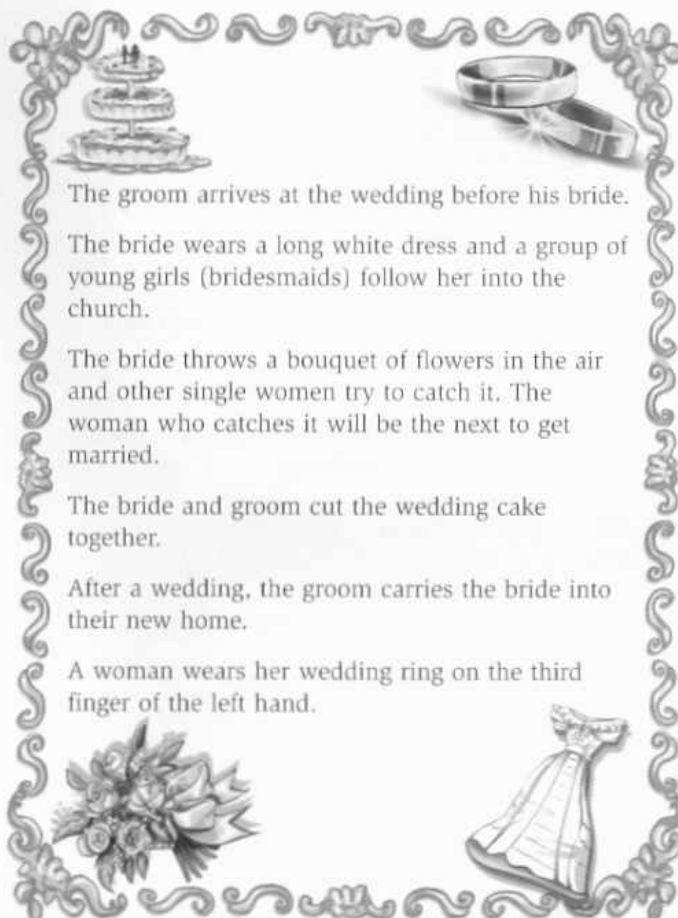 The groom arrives at the wedding before his bride.
The bride wears a long white dress and a group of
young girls (bridesmaids) follow her into the
church.
The bride throws a bouquet of flowers in the air
and other single women try to catch it. The
woman who catches it will be the next to get
married.
The bride and groom cut the wedding cake
together.
After a wedding, the groom carries the bride into
their new home.
A woman wears her wedding ring on the third
finger of the left hand.